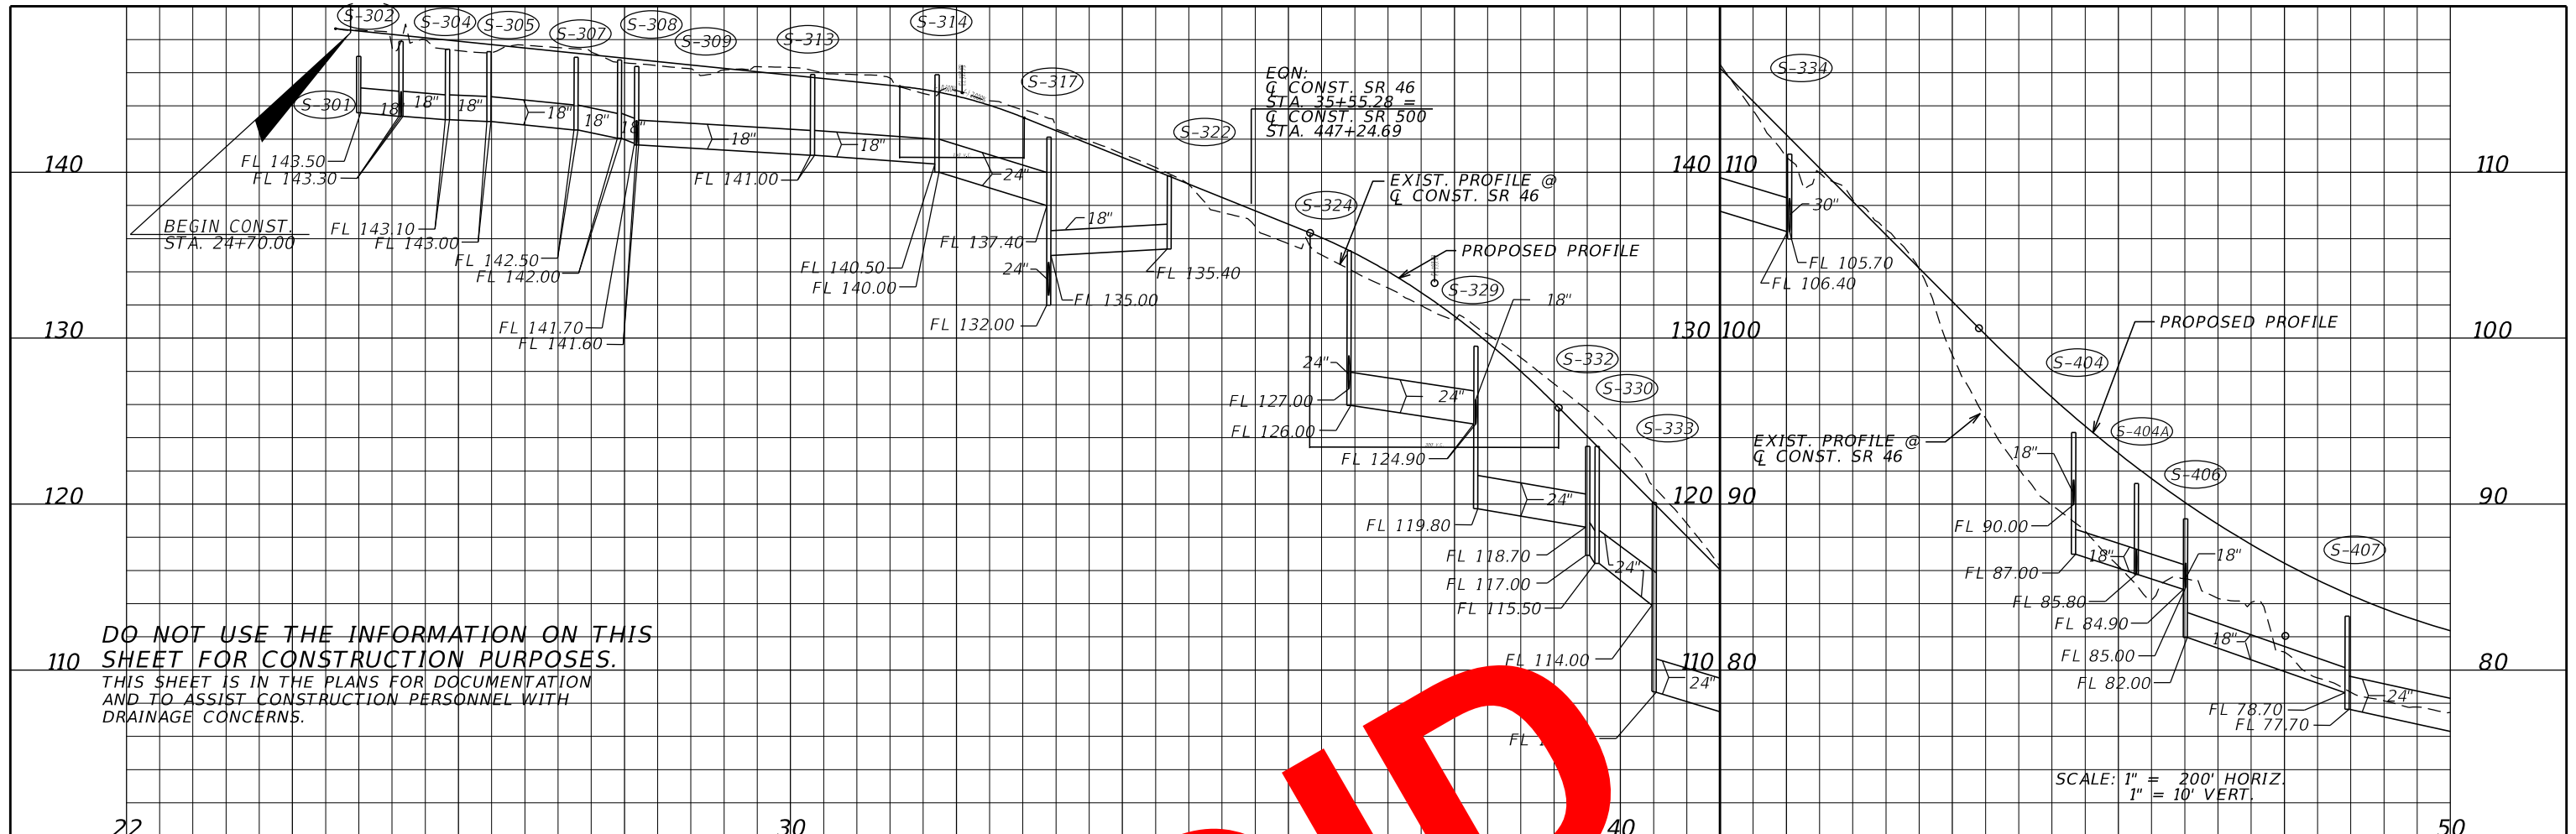 S-302
S-304
S-305
S-307
S-308
S-309
S-313
S-314
S-317
S-322
S-301
18"
18"
18"
18"
18"
18"
18"
18"
24"
FL 143.50
FL 143.30
FL 143.10
FL 143.00
FL 142.50
FL 142.00
FL 141.70
FL 141.60
FL 141.00
FL 140.50
FL 140.00
FL 137.40
24"
18"
FL 135.40
FL 135.00
FL 132.00
BEGIN CONST.
STA. 24+70.00
EQN:
℄ CONST. SR 46
STA. 35+55.28 =
℄ CONST. SR 500
STA. 447+24.69
S-324
EXIST. PROFILE @
℄ CONST. SR 46
PROPOSED PROFILE
S-329
18"
S-332
S-330
S-333
24"
FL 127.00
FL 126.00
24"
FL 124.90
24"
FL 119.80
FL 118.70
FL 117.00
FL 115.50
24"
FL 114.00
24"
FL
140
130
120
110
140 110
130 100
120 90
110 80
110
100
90
80
S-334
30"
FL 105.70
FL 106.40
PROPOSED PROFILE
S-404
S-404A
S-406
S-407
EXIST. PROFILE @
℄ CONST. SR 46
18"
FL 90.00
18"
18"
FL 87.00
FL 85.80
FL 84.90
FL 85.00
FL 82.00
18"
24"
FL 78.70
FL 77.70
DO NOT USE THE INFORMATION ON THIS
SHEET FOR CONSTRUCTION PURPOSES.
THIS SHEET IS IN THE PLANS FOR DOCUMENTATION
AND TO ASSIST CONSTRUCTION PERSONNEL WITH
DRAINAGE CONCERNS.
SCALE: 1" = 200' HORIZ.
1" = 10' VERT.
22
30
40
50